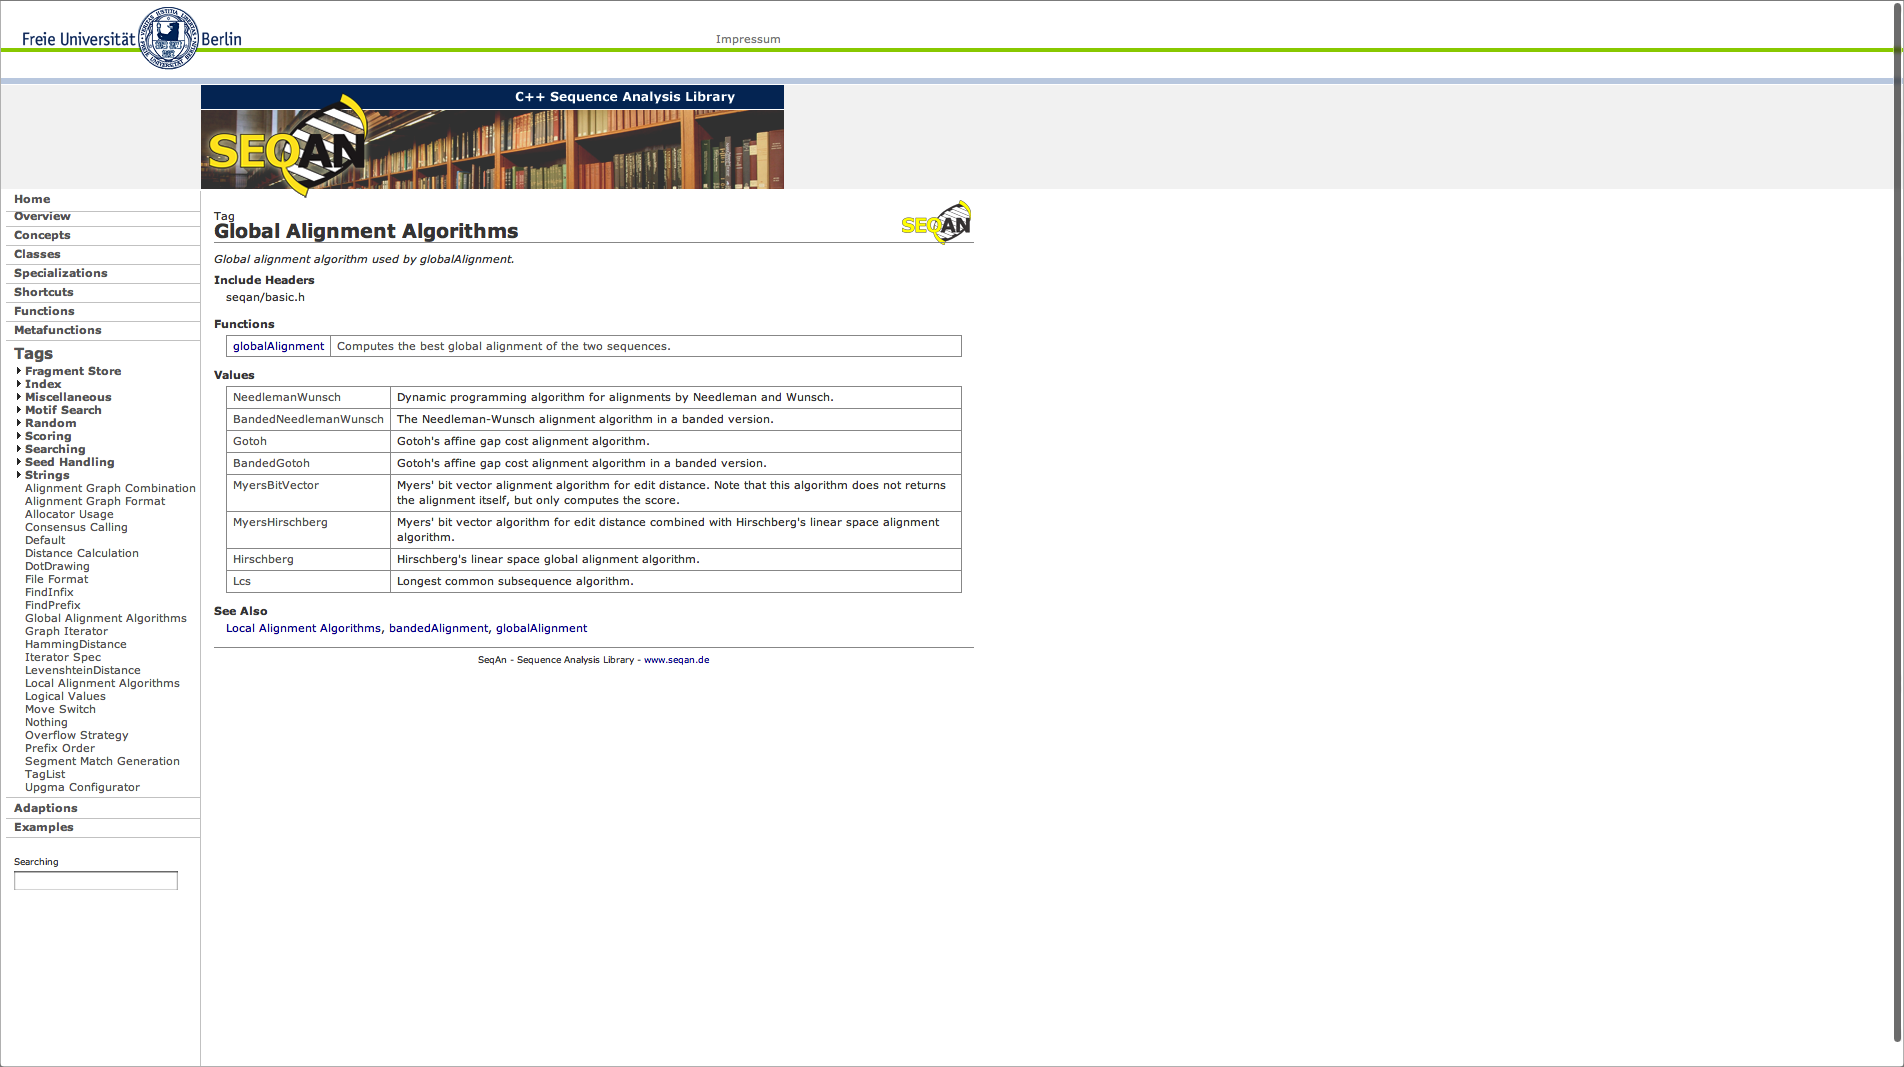 Freie Universität Berlin
Impressum
C++ Sequence Analysis Library
SEQAN
Home
Overview
Concepts
Classes
Specializations
Shortcuts
Functions
Metafunctions
Tags
Fragment Store
Index
Miscellaneous
Motif Search
Random
Scoring
Searching
Seed Handling
Strings
Alignment Graph Combination
Alignment Graph Format
Allocator Usage
Consensus Calling
Default
Distance Calculation
DotDrawing
File Format
FindInfix
FindPrefix
Global Alignment Algorithms
Graph Iterator
HammingDistance
Iterator Spec
LevenshteinDistance
Local Alignment Algorithms
Logical Values
Move Switch
Nothing
Overflow Strategy
Prefix Order
Segment Match Generation
TagList
Upgma Configurator
Adaptions
Examples
Searching
Tag
Global Alignment Algorithms
SEQAN
Global alignment algorithm used by globalAlignment.
Include Headers
seqan/basic.h
Functions
globalAlignment Computes the best global alignment of the two sequences.
Values
NeedlemanWunsch Dynamic programming algorithm for alignments by Needleman and Wunsch.
BandedNeedlemanWunsch The Needleman-Wunsch alignment algorithm in a banded version.
Gotoh Gotoh's affine gap cost alignment algorithm.
BandedGotoh Gotoh's affine gap cost alignment algorithm in a banded version.
MyersBitVector Myers' bit vector alignment algorithm for edit distance. Note that this algorithm does not returns
the alignment itself, but only computes the score.
MyersHirschberg Myers' bit vector algorithm for edit distance combined with Hirschberg's linear space alignment
algorithm.
Hirschberg Hirschberg's linear space global alignment algorithm.
Lcs Longest common subsequence algorithm.
See Also
Local Alignment Algorithms, bandedAlignment, globalAlignment
SeqAn - Sequence Analysis Library - www.seqan.de